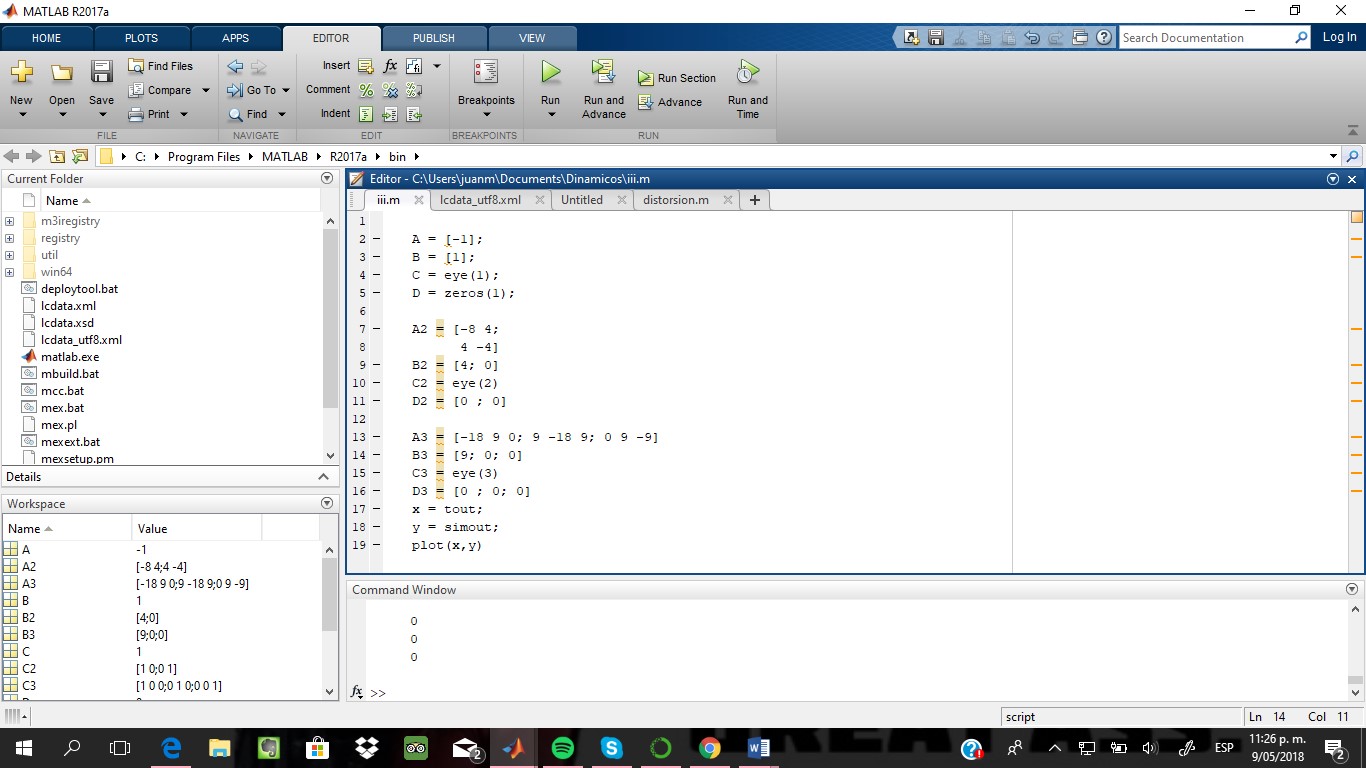 MATLAB R2017a
HOME PLOTS APPS EDITOR PUBLISH VIEW
Search Documentation
Log In
New Open Save
Find Files
Compare
Print
FILE
Go To
Find
NAVIGATE
Insert fx
Comment
Indent
EDIT
Breakpoints
BREAKPOINTS
Run
Run and Advance
Run Section
Advance
Run and Time
RUN
C: Program Files MATLAB R2017a bin
Current Folder
Name
m3iregistry
registry
util
win64
deploytool.bat
lcdata.xml
lcdata.xsd
lcdata_utf8.xml
matlab.exe
mbuild.bat
mcc.bat
mex.bat
mex.pl
mexext.bat
mexsetup.pm
Details
Workspace
Name Value
A -1
A2 [-8 4;4 -4]
A3 [-18 9 0;9 -18 9;0 9 -9]
B 1
B2 [4;0]
B3 [9;0;0]
C 1
C2 [1 0;0 1]
C3 [1 0 0;0 1 0;0 0 1]
Editor - C:\Users\juanm\Documents\Dinamicos\iii.m
iii.m lcdata_utf8.xml Untitled distorsion.m
1
2 – A = [-1];
3 – B = [1];
4 – C = eye(1);
5 – D = zeros(1);
6
7 – A2 = [-8 4;
8 4 -4]
9 – B2 = [4; 0]
10 – C2 = eye(2)
11 – D2 = [0 ; 0]
12
13 – A3 = [-18 9 0; 9 -18 9; 0 9 -9]
14 – B3 = [9; 0; 0]
15 – C3 = eye(3)
16 – D3 = [0 ; 0; 0]
17 – x = tout;
18 – y = simout;
19 – plot(x,y)
Command Window
0
0
0
fx >>
script
Ln 14 Col 11
2
ESP
11:26 p. m.
9/05/2018
2